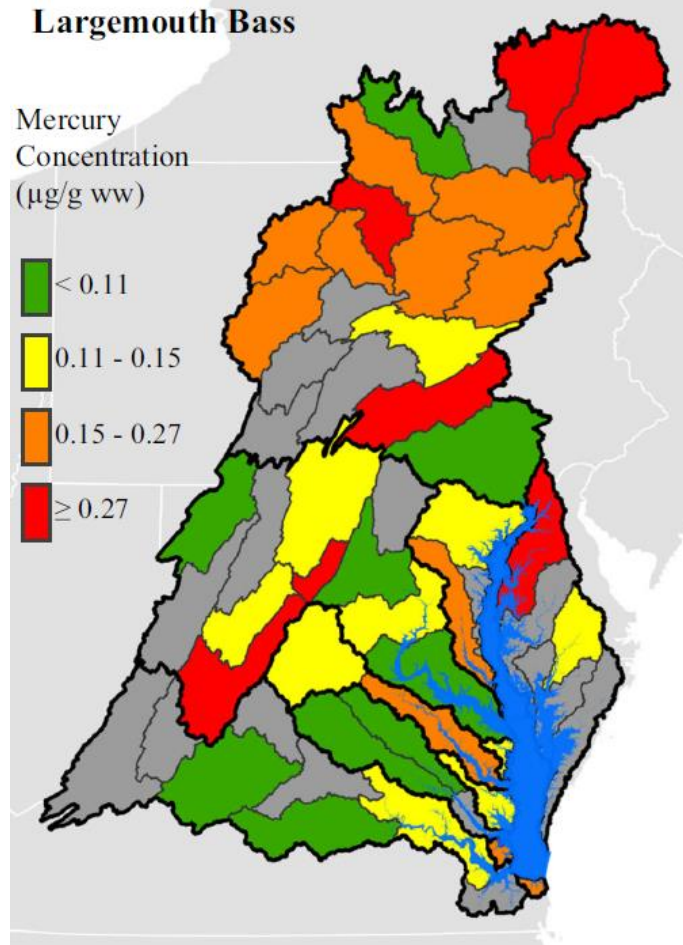 Largemouth Bass
Mercury
Concentration
(µg/g ww)
< 0.11
0.11 - 0.15
0.15 - 0.27
≥ 0.27